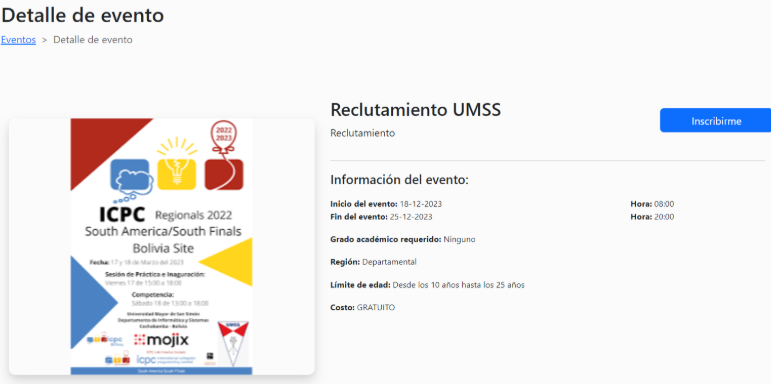 Detalle de evento
Eventos > Detalle de evento
2022
2023
ICPC Regionals 2022
South America/South Finals
Bolivia Site
Fecha: 17 y 18 de Marzo del 2023
Sesión de Práctica e Inaguración:
Viernes 17 de 15:00 a 18:00
Competencia:
Sábado 18 de 13:00 a 18:00
Universidad Mayor de San Simón
Departamento de Informática y Sistemas
Cochabamba - Bolivia
icpc
mojix
UMSS
icpc
South America/South Finals
Reclutamiento UMSS
Inscribirme
Reclutamiento
Información del evento:
Inicio del evento: 18-12-2023 Hora: 08:00
Fin del evento: 25-12-2023 Hora: 20:00
Grado académico requerido: Ninguno
Región: Departamental
Límite de edad: Desde los 10 años hasta los 25 años
Costo: GRATUITO